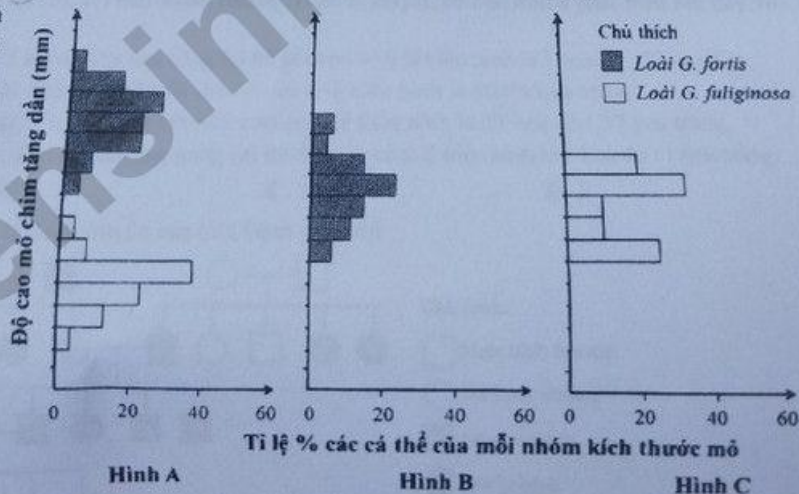 Độ cao mỏ chim tăng dần (mm)
Chú thích
Loài G. fortis
Loài G. fuliginosa
0 20 40 60
0 20 40 60
0 20 40 60
Tỉ lệ % các cá thể của mỗi nhóm kích thước mỏ
Hình A
Hình B
Hình C